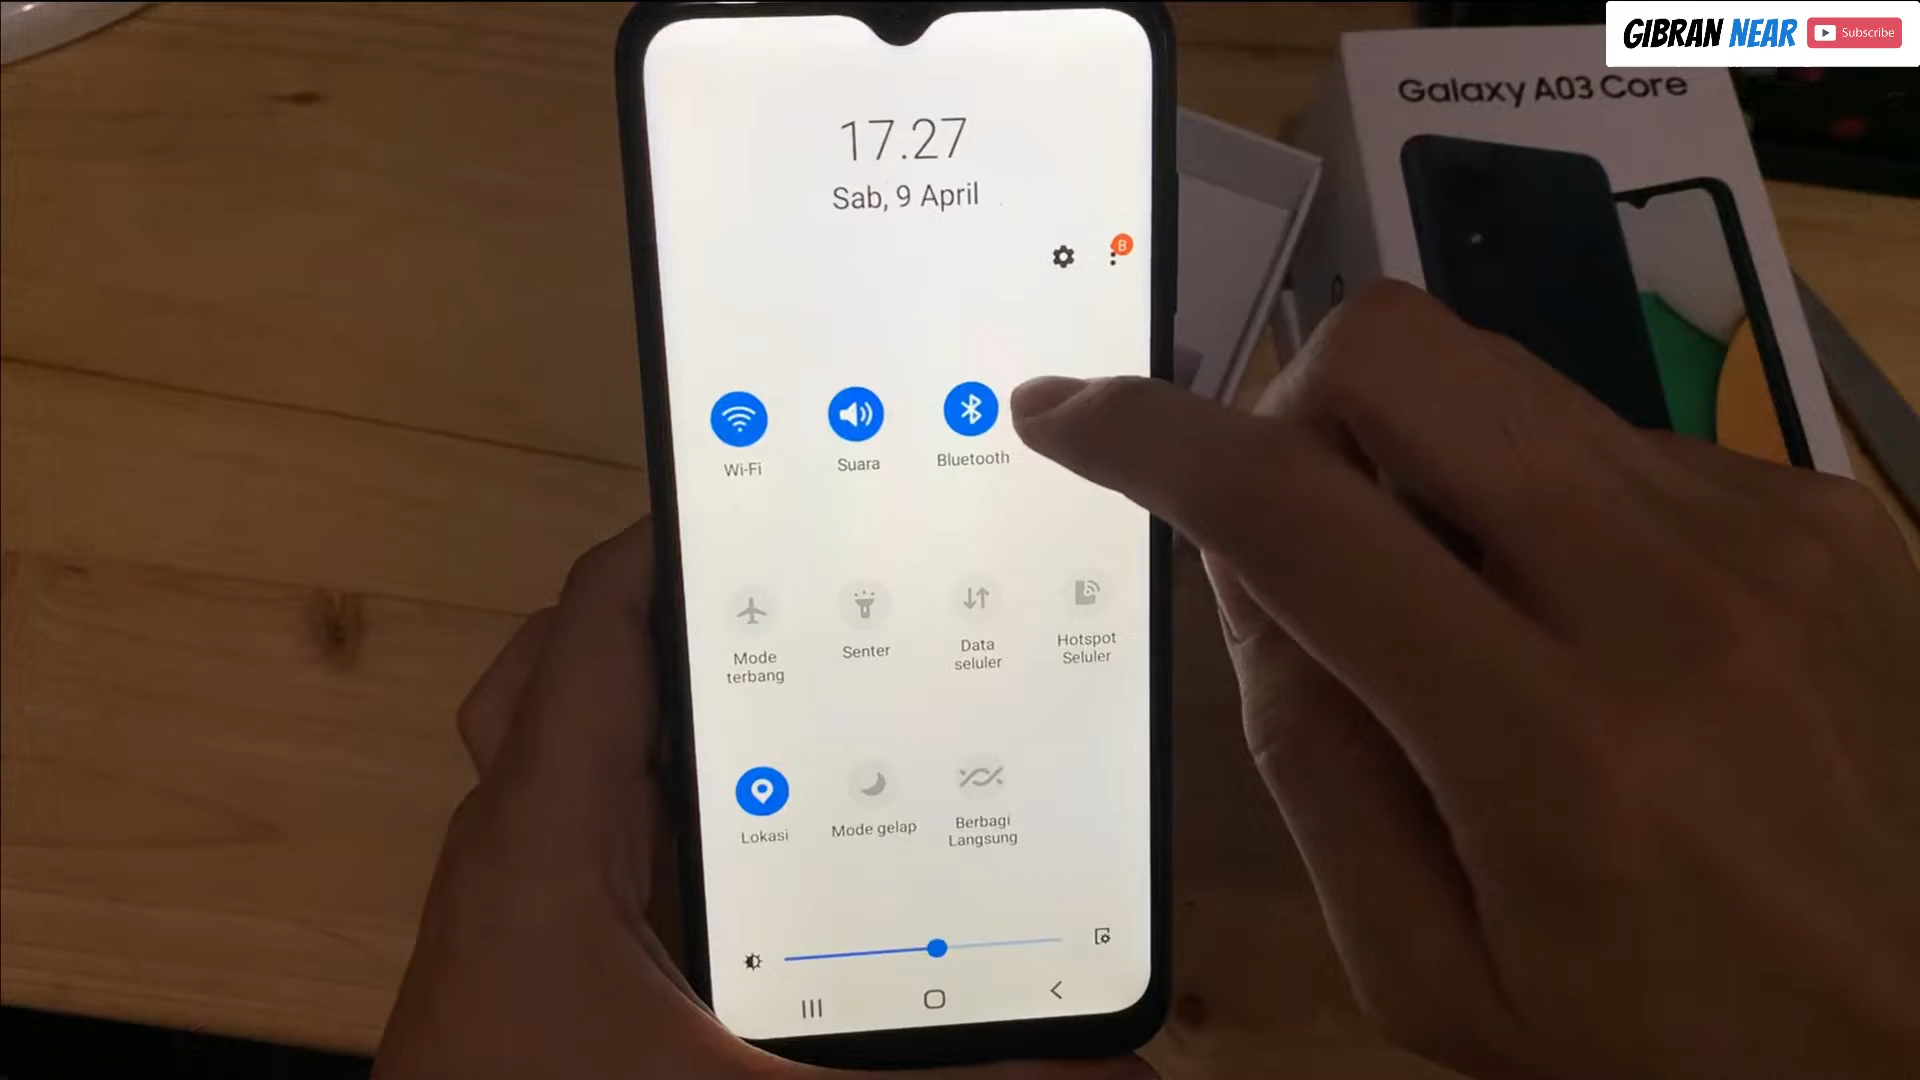 GIBRAN NEAR
Subscribe
Galaxy A03 Core
17.27
Sab, 9 April
B
Wi-Fi
Suara
Bluetooth
Mode
terbang
Senter
Data
seluler
Hotspot
Seluler
Lokasi
Mode gelap
Berbagi
Langsung